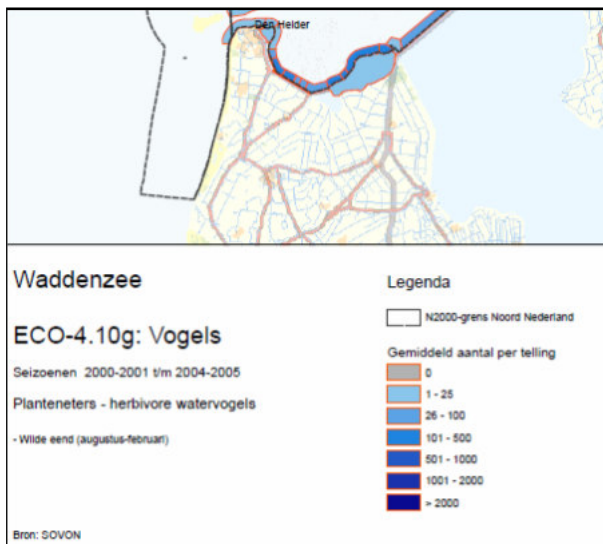 Den Helder
Waddenzee
ECO-4.10g: Vogels
Seizoenen 2000-2001 t/m 2004-2005
Planteneters - herbivore watervogels
- Wilde eend (augustus-februari)
Bron: SOVON
Legenda
N2000-grens Noord Nederland
Gemiddeld aantal per telling
0
1 - 25
26 - 100
101 - 500
501 - 1000
1001 - 2000
> 2000